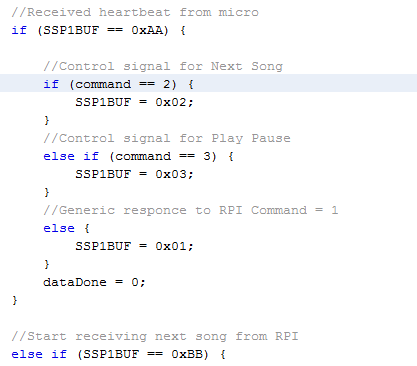 //Received heartbeat from micro
if (SSP1BUF == 0xAA) {
//Control signal for Next Song
if (command == 2) {
SSP1BUF = 0x02;
}
//Control signal for Play Pause
else if (command == 3) {
SSP1BUF = 0x03;
}
//Generic responce to RPI Command = 1
else {
SSP1BUF = 0x01;
}
dataDone = 0;
}
//Start receiving next song from RPI
else if (SSP1BUF == 0xBB) {